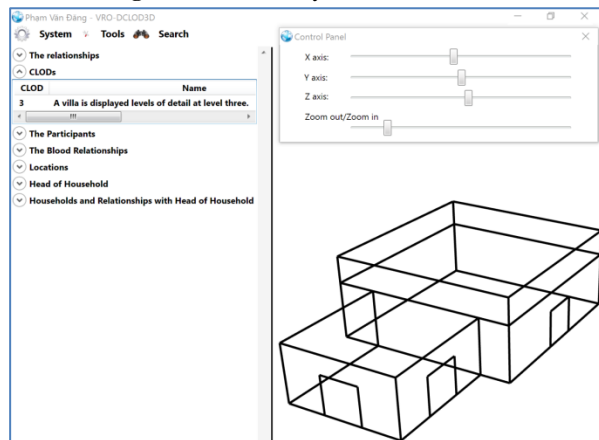 Phạm Văn Đảng - VRO-DCLOD3D
System Tools Search
The relationships
CLODs
CLOD Name
3 A villa is displayed levels of detail at level three.
The Participants
The Blood Relationships
Locations
Head of Household
Households and Relationships with Head of Household
Control Panel
X axis:
Y axis:
Z axis:
Zoom out/Zoom in